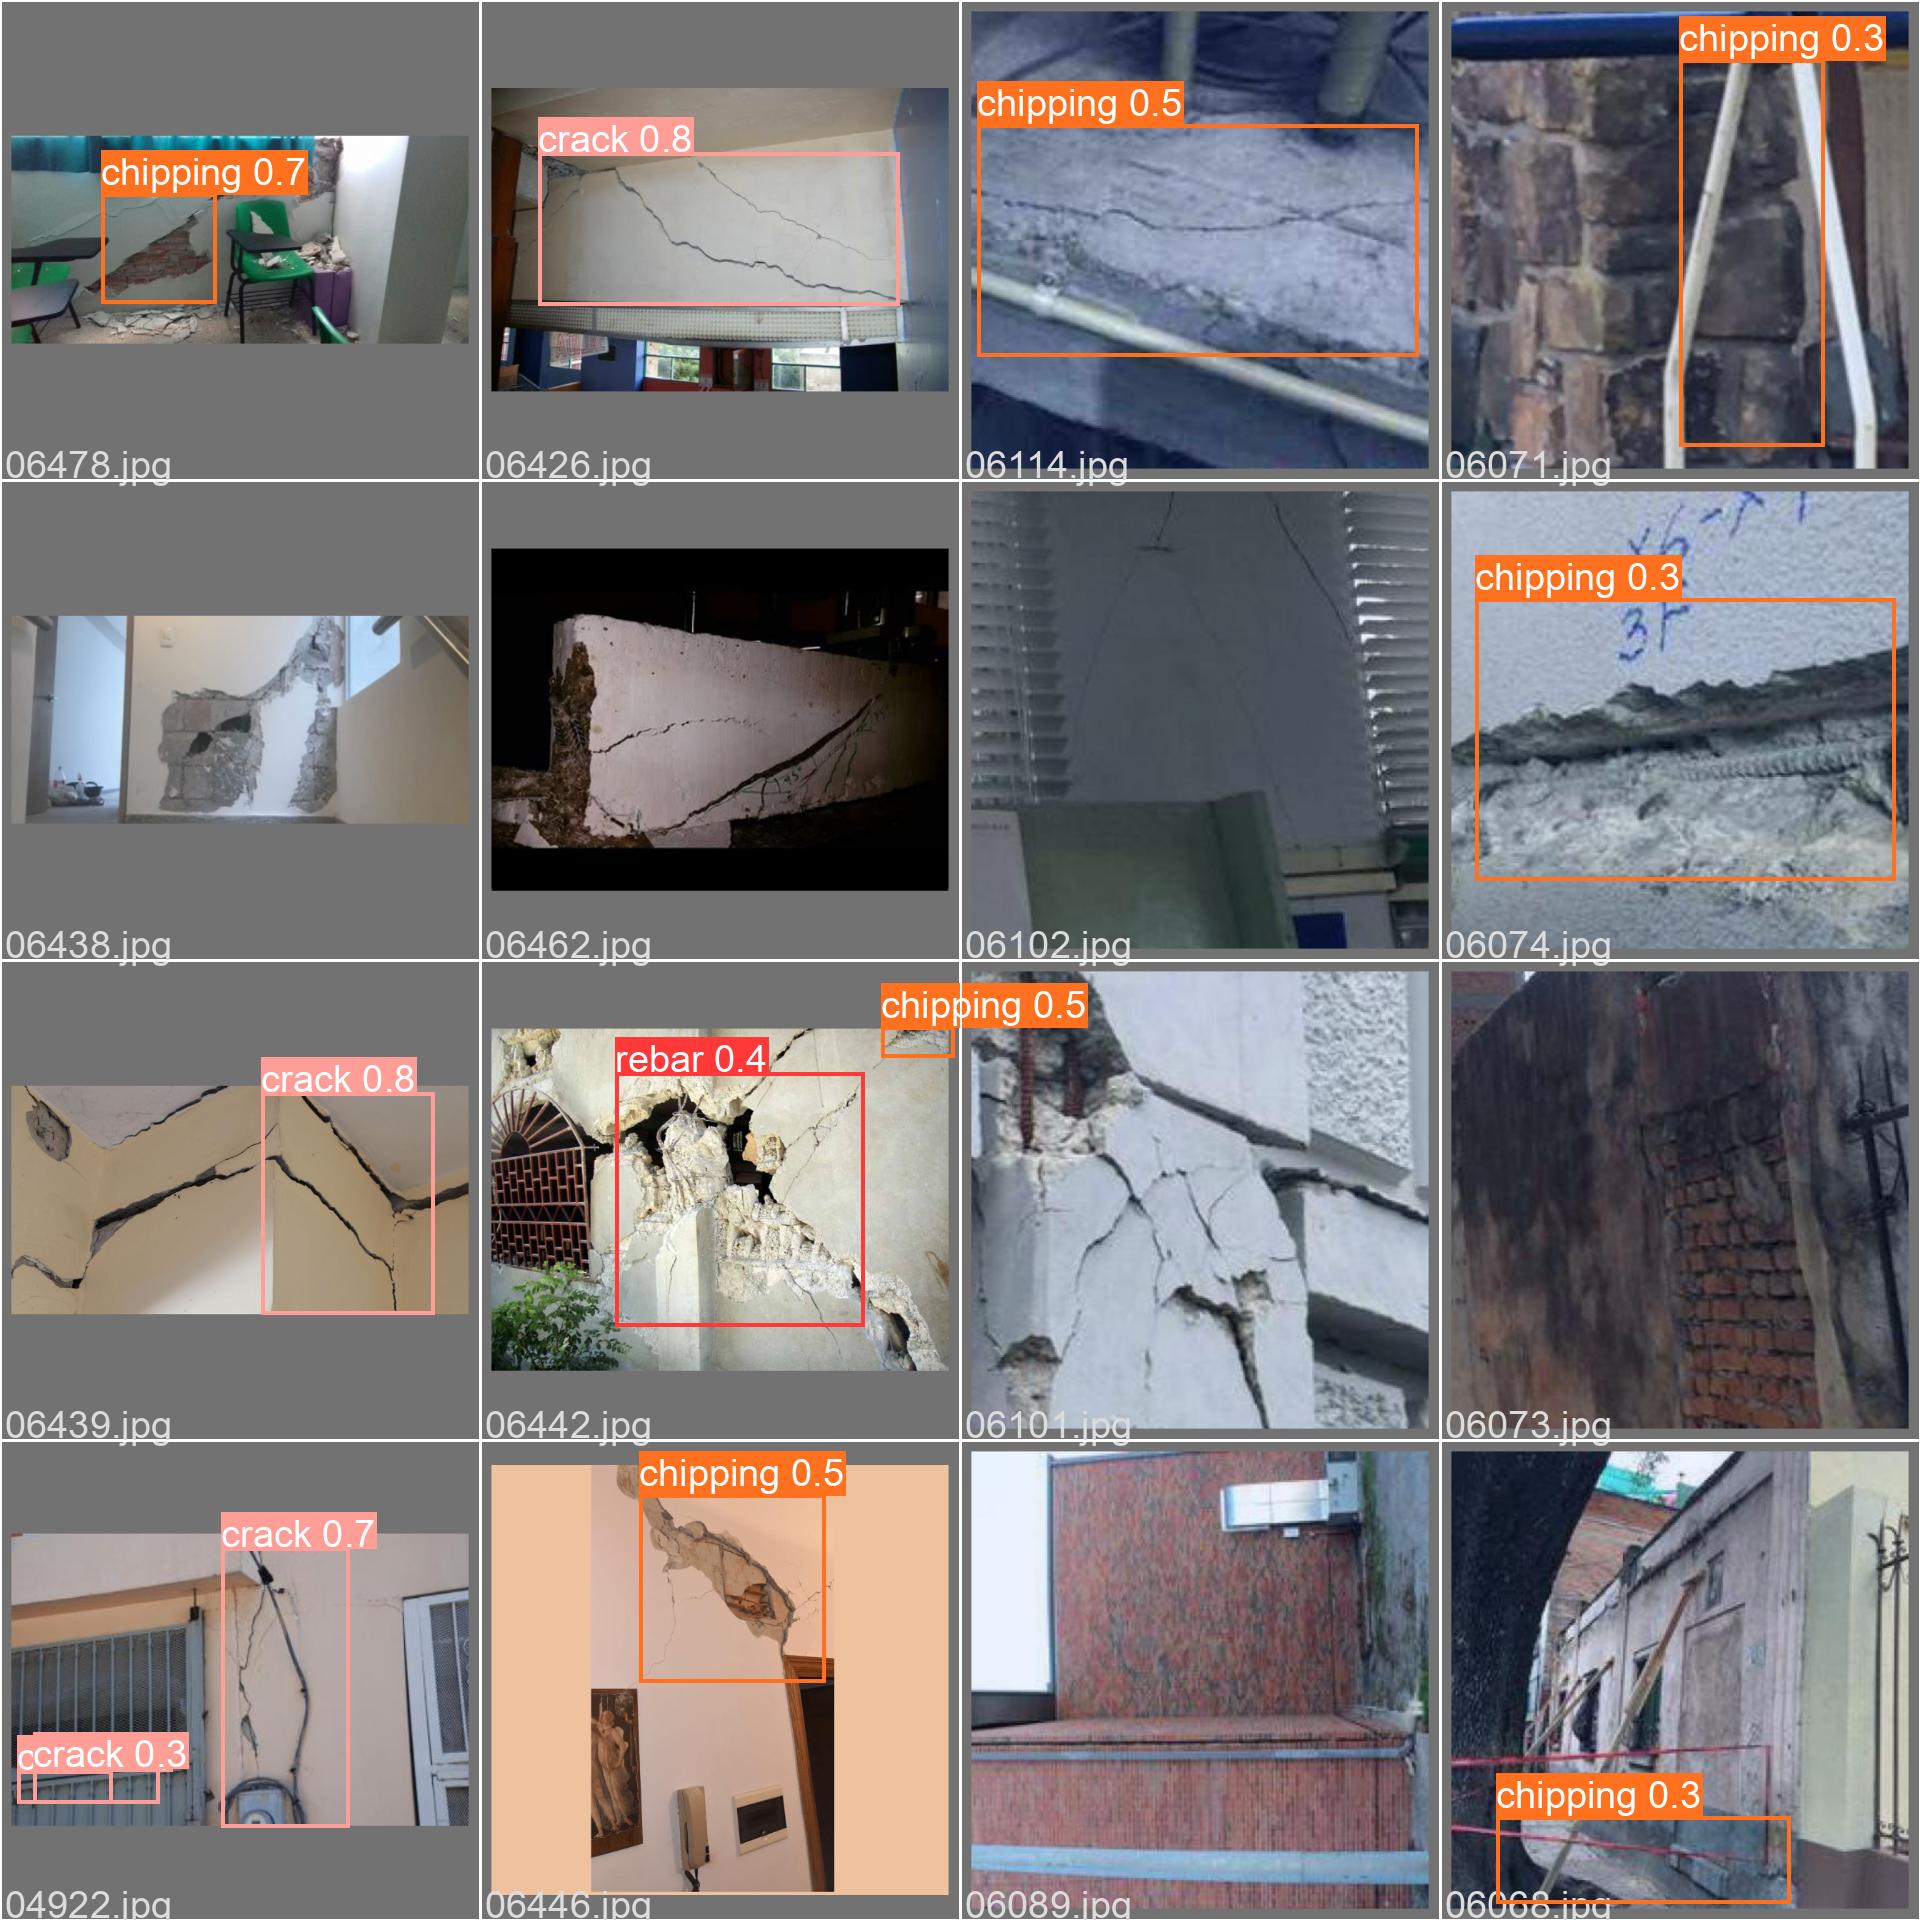 chipping 0.7
06478.jpg
crack 0.8
06426.jpg
chipping 0.5
06114.jpg
chipping 0.3
06071.jpg
06438.jpg
06462.jpg
06102.jpg
chipping 0.3
3F
06074.jpg
crack 0.8
06439.jpg
chipping 0.5
rebar 0.4
06442.jpg
06101.jpg
06073.jpg
crack 0.7
crack 0.3
04922.jpg
chipping 0.5
06446.jpg
06089.jpg
chipping 0.3
06068.jpg